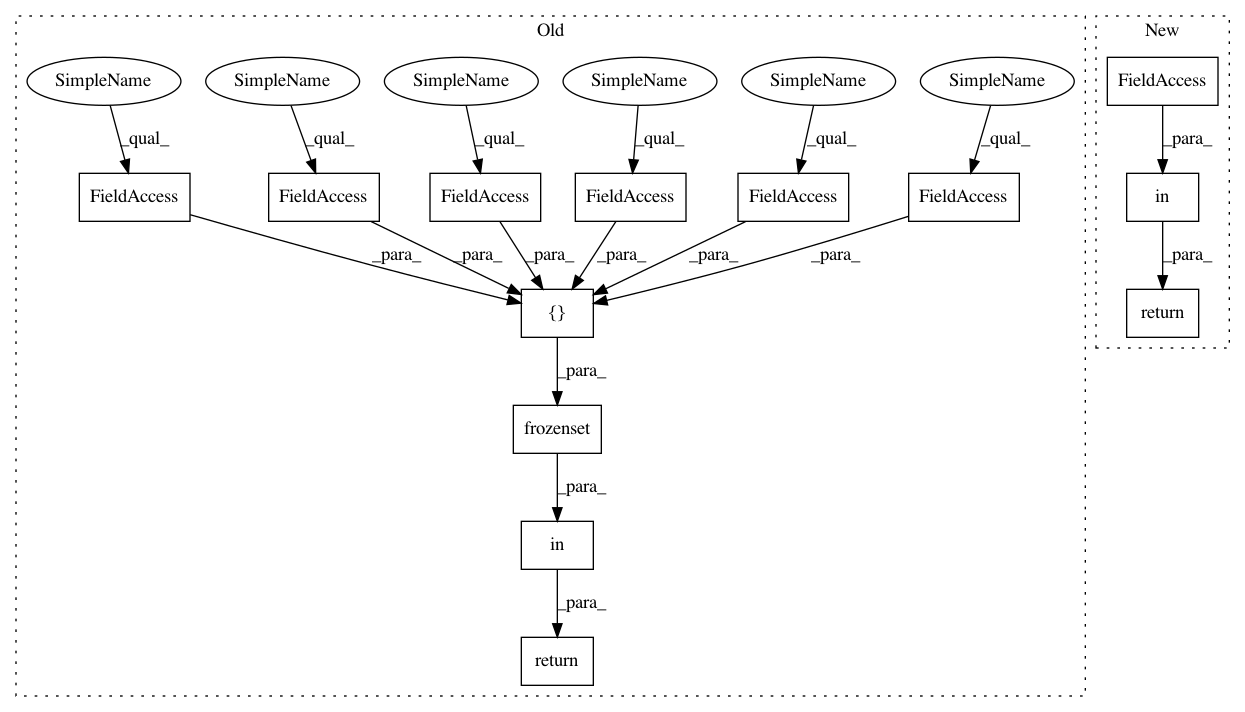 Old
New
SimpleName SimpleName SimpleName SimpleName SimpleName SimpleName FieldAccess
_qual_ _qual_ _qual_ _qual_ _qual_ _qual_ _para_
FieldAccess FieldAccess FieldAccess FieldAccess FieldAccess FieldAccess in
_para_ _para_ _para_ _para_ _para_ _para_ _para_
{} return
_para_
frozenset
_para_
in
_para_
return